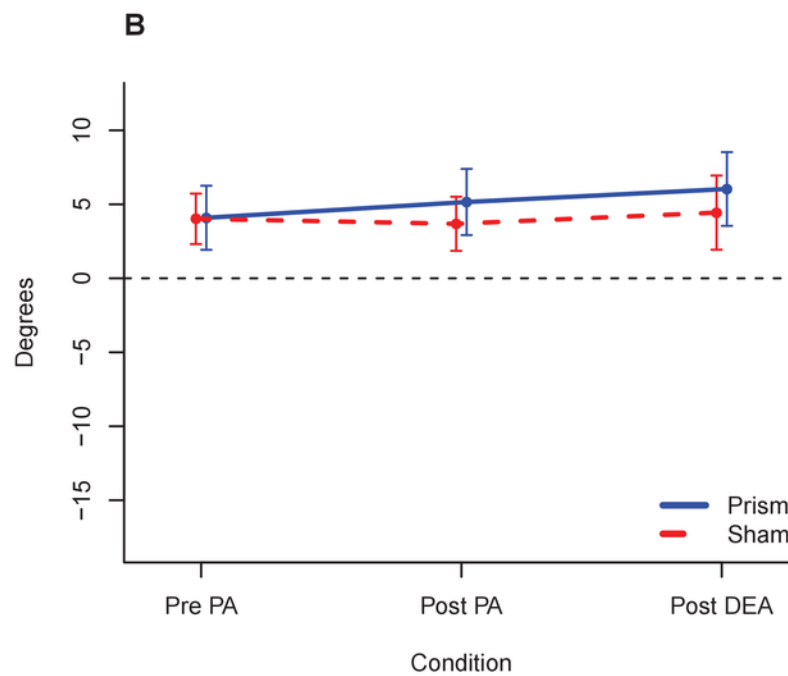 B
10
5
0
−5
−10
−15
Degrees
Prism
Sham
Pre PA
Post PA
Post DEA
Condition